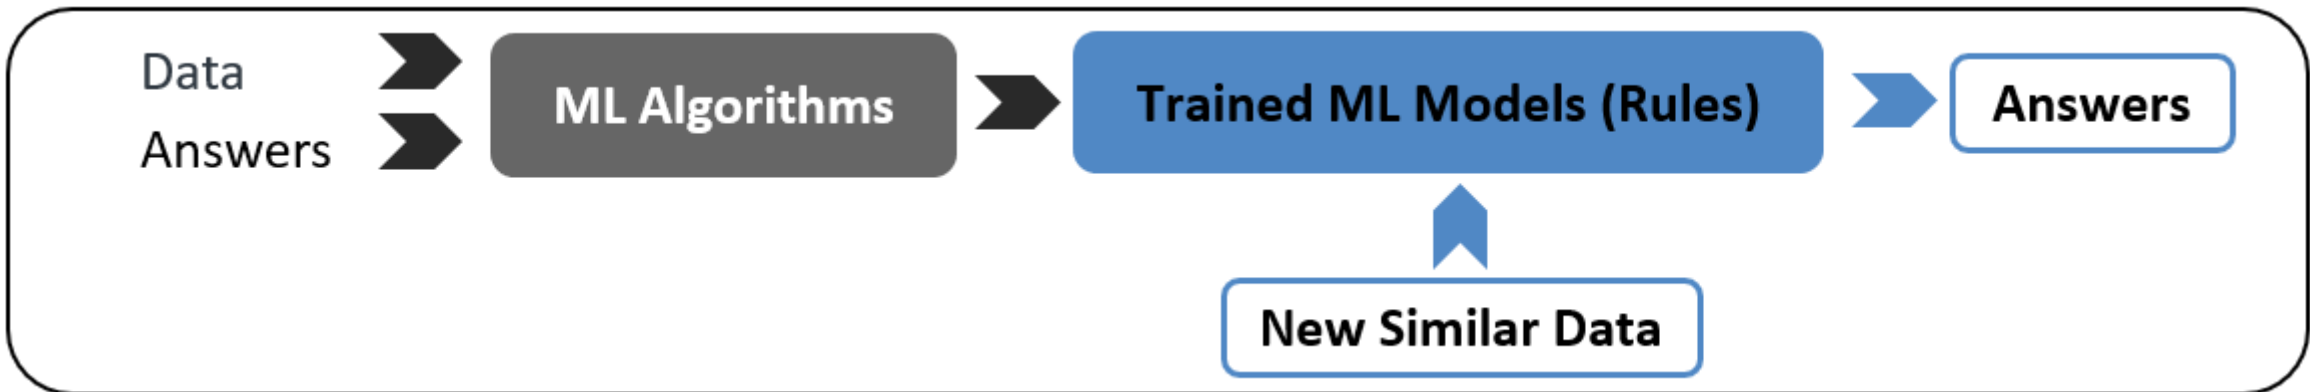 Data
Answers
ML Algorithms
Trained ML Models (Rules)
Answers
New Similar Data